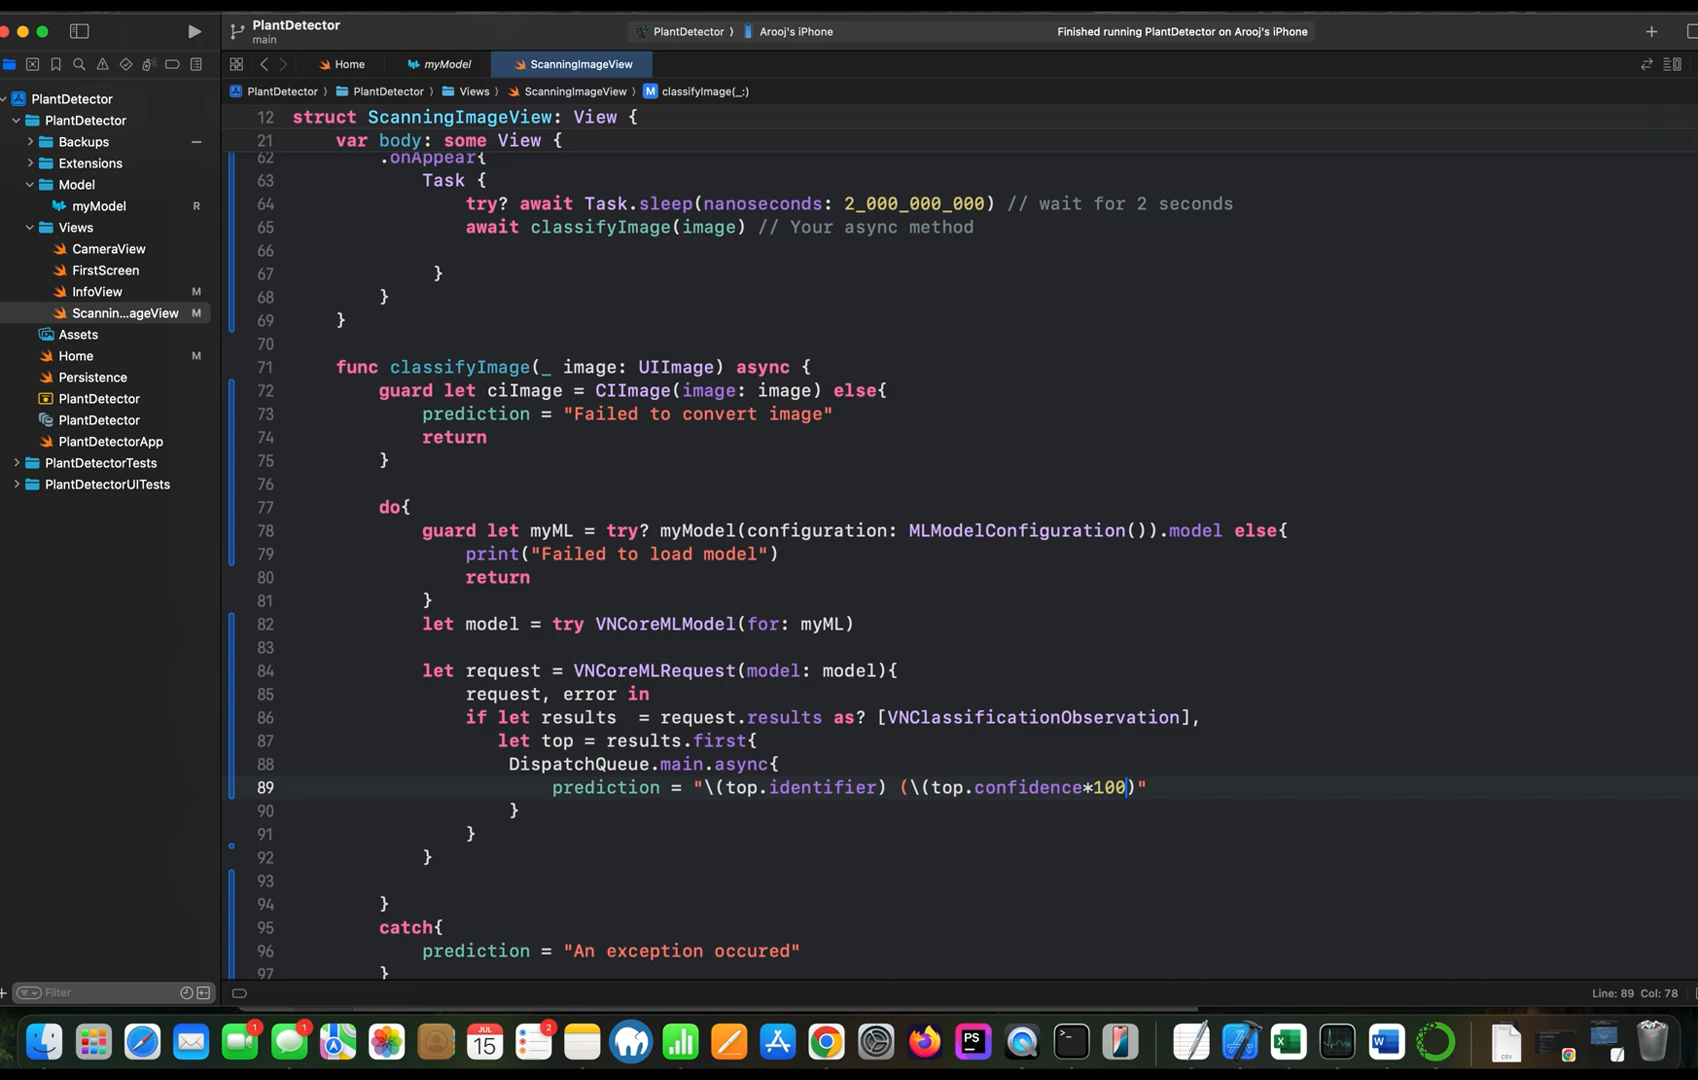 PlantDetector
main
PlantDetector 〉 Arooj's iPhone
Finished running PlantDetector on Arooj's iPhone
Home
myModel
ScanningImageView
PlantDetector 〉 PlantDetector 〉 Views 〉 ScanningImageView 〉 M classifyImage(_:)
PlantDetector
PlantDetector
Backups
Extensions
Model
myModel R
Views
CameraView
FirstScreen
InfoView M
Scannin...ageView M
Assets
Home M
Persistence
PlantDetector
PlantDetector
PlantDetectorApp
PlantDetectorTests
PlantDetectorUITests
Filter
12 struct ScanningImageView: View {
21 var body: some View {
62 .onAppear{
63 Task {
64 try? await Task.sleep(nanoseconds: 2_000_000_000) // wait for 2 seconds
65 await classifyImage(image) // Your async method
66
67 }
68 }
69 }
70
71 func classifyImage(_ image: UIImage) async {
72 guard let ciImage = CIImage(image: image) else{
73 prediction = "Failed to convert image"
74 return
75 }
76
77 do{
78 guard let myML = try? myModel(configuration: MLModelConfiguration()).model else{
79 print("Failed to load model")
80 return
81 }
82 let model = try VNCoreMLModel(for: myML)
83
84 let request = VNCoreMLRequest(model: model){
85 request, error in
86 if let results  = request.results as? [VNClassificationObservation],
87 let top = results.first{
88 DispatchQueue.main.async{
89 prediction = "\(top.identifier) (\(top.confidence*100)"
90 }
91 }
92 }
93
94 }
95 catch{
96 prediction = "An exception occured"
97 }
Line: 89 Col: 78
1
1
JUL
15
2
PS
X
W
CSV